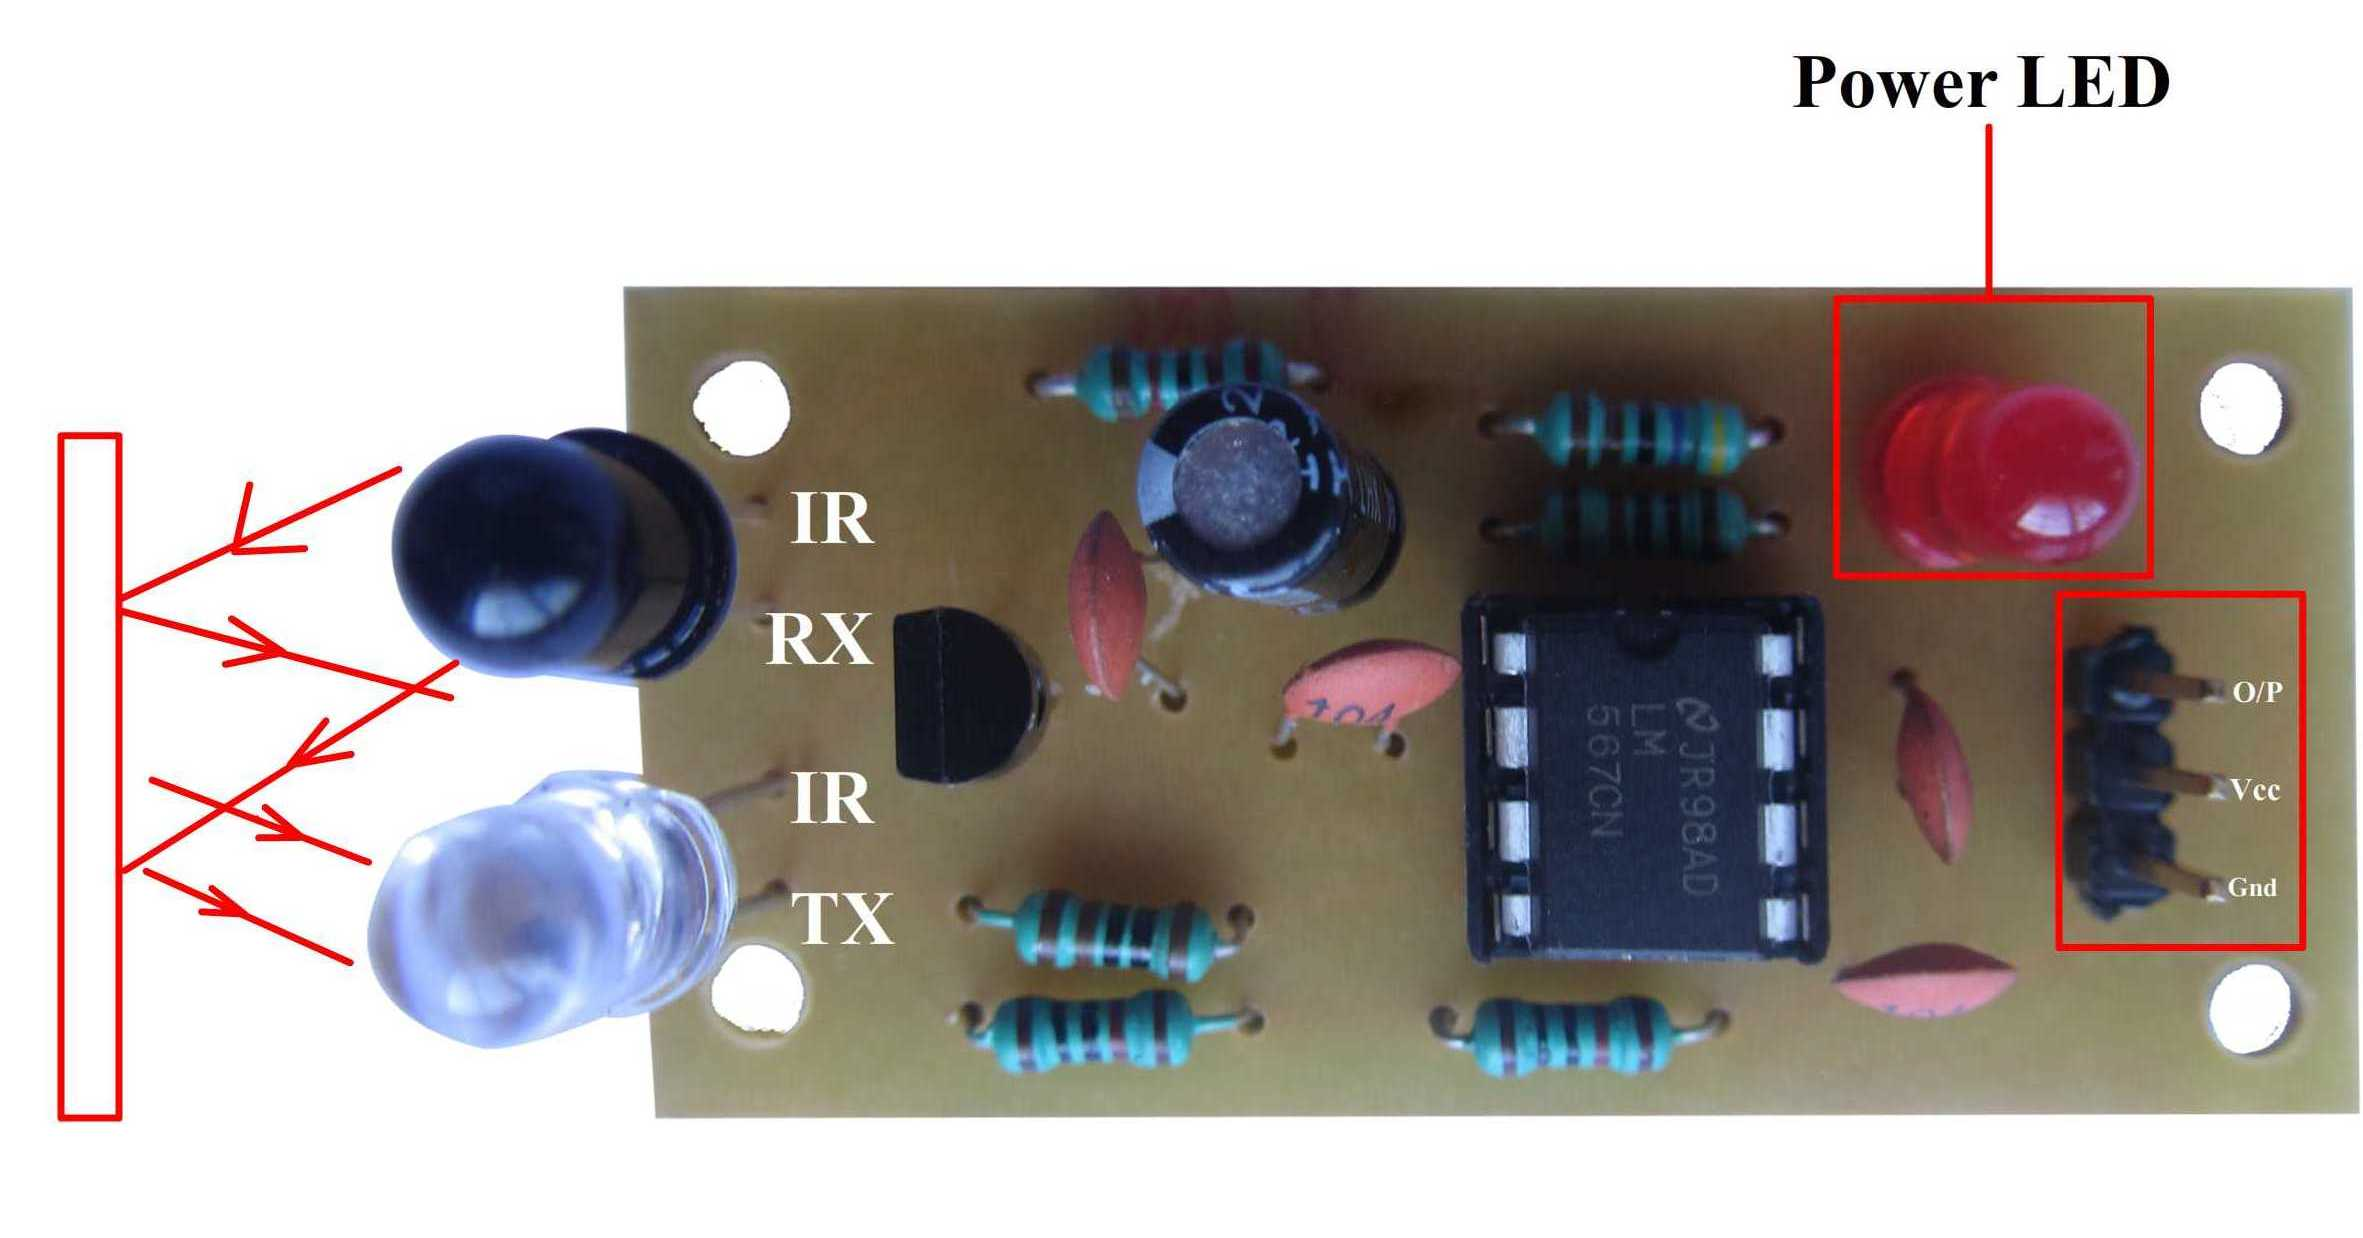 Power LED
IR
RX
IR
TX
O/P
Vcc
Gnd
JR98AD
LM
567CN
104